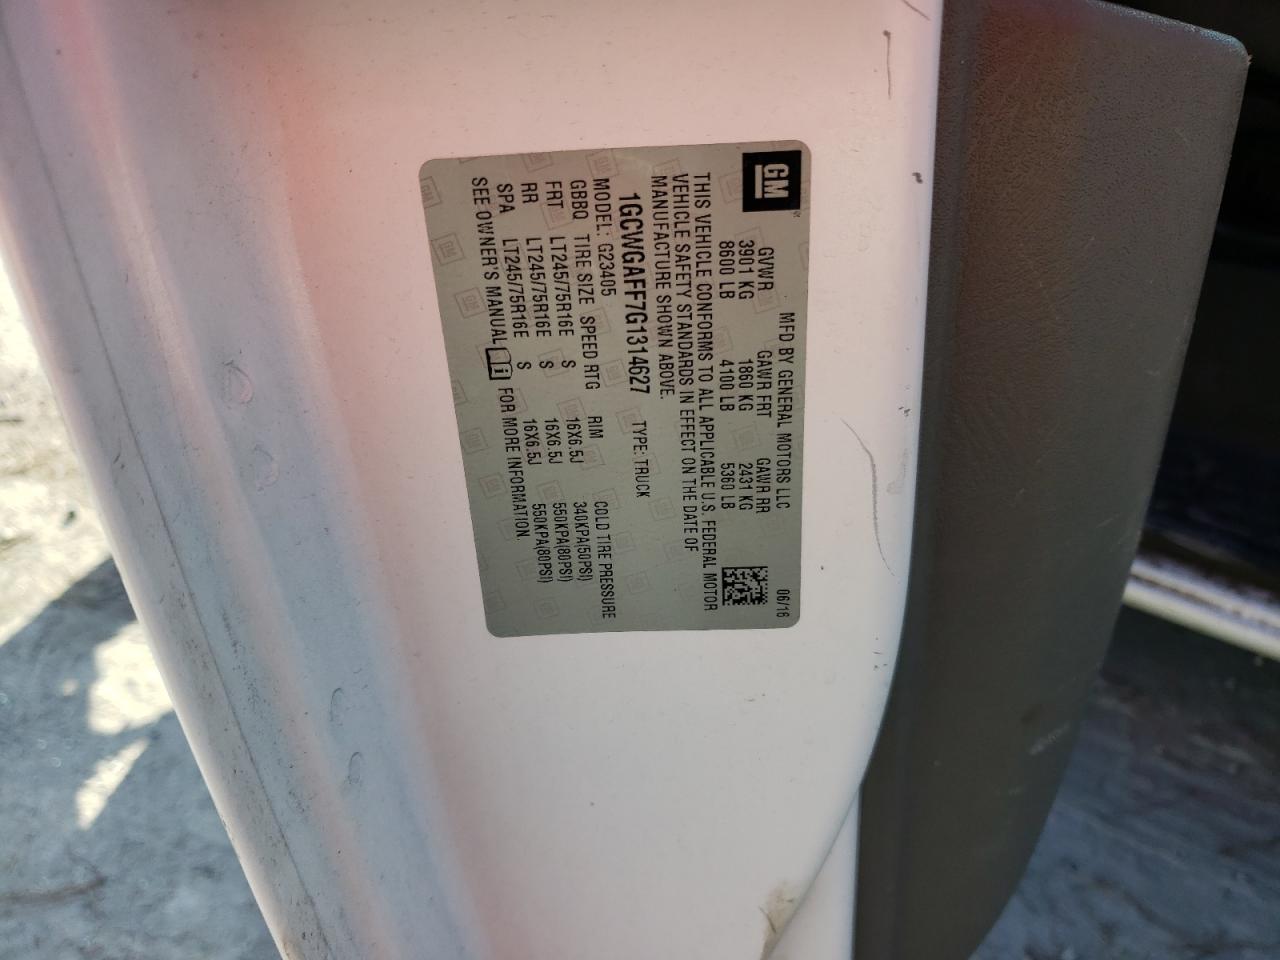 GM
MFD BY GENERAL MOTORS LLC 06/16
GVWR GAWR FRT GAWR RR
3901 KG 1860 KG 2431 KG
8600 LB 4100 LB 5360 LB
THIS VEHICLE CONFORMS TO ALL APPLICABLE U.S. FEDERAL MOTOR
VEHICLE SAFETY STANDARDS IN EFFECT ON THE DATE OF
MANUFACTURE SHOWN ABOVE.
1GCWGAFF7G1314627 TYPE: TRUCK
MODEL: G23405
GBBQ TIRE SIZE SPEED RTG RIM COLD TIRE PRESSURE
FRT LT245/75R16E S 16X6.5J 340KPA(50PSI)
RR LT245/75R16E S 16X6.5J 550KPA(80PSI)
SPA LT245/75R16E S 16X6.5J 550KPA(80PSI)
SEE OWNER'S MANUAL i FOR MORE INFORMATION.